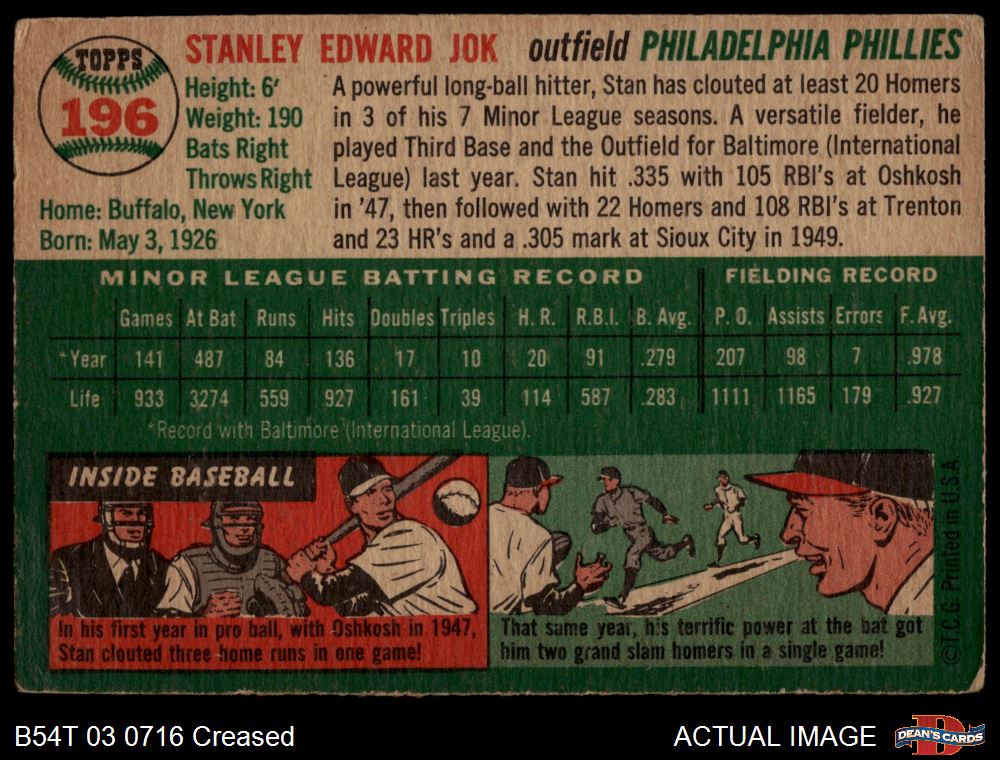 TOPPS
196
STANLEY EDWARD JOK outfield PHILADELPHIA PHILLIES
Height: 6'
Weight: 190
Bats Right
Throws Right
Home: Buffalo, New York
Born: May 3, 1926
A powerful long-ball hitter, Stan has clouted at least 20 Homers
in 3 of his 7 Minor League seasons. A versatile fielder, he
played Third Base and the Outfield for Baltimore (International
League) last year. Stan hit .335 with 105 RBI's at Oshkosh
in '47, then followed with 22 Homers and 108 RBI's at Trenton
and 23 HR's and a .305 mark at Sioux City in 1949.
MINOR LEAGUE BATTING RECORD FIELDING RECORD
Games At Bat Runs Hits Doubles Triples H. R. R.B.I. B. Avg. P. O. Assists Errors F. Avg.
*Year 141 487 84 136 17 10 20 91 .279 207 98 7 .978
Life 933 3274 559 927 161 39 114 587 .283 1111 1165 179 .927
*Record with Baltimore (International League).
INSIDE BASEBALL
In his first year in pro ball, with Oshkosh in 1947,
Stan clouted three home runs in one game!
That same year, his terrific power at the bat got
him two grand slam homers in a single game!
©T.C.G. Printed in U.S.A.
B54T 03 0716 Creased
ACTUAL IMAGE
D
DEAN'S CARDS